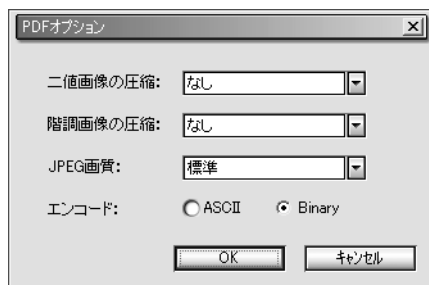 PDFオプション
二値画像の圧縮: なし
階調画像の圧縮: なし
JPEG画質: 標準
エンコード: ASCII Binary
OK キャンセル